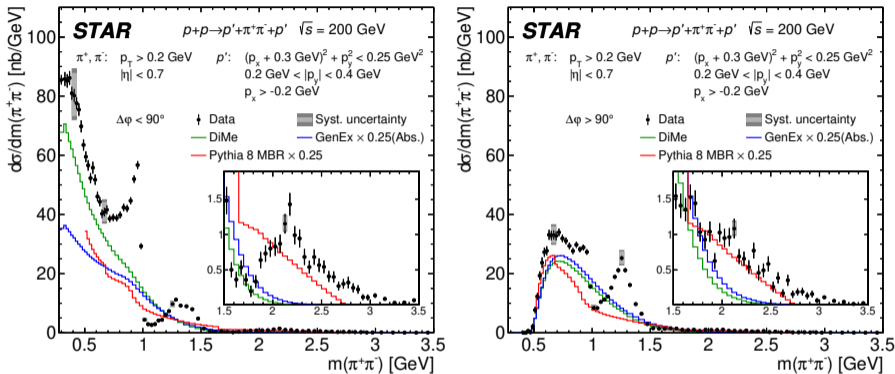 STAR
p+p→p′+π⁺π⁻+p′ √s = 200 GeV
π⁺, π⁻: p_T > 0.2 GeV p′: (p_x + 0.3 GeV)² + p_y² < 0.25 GeV²
|η| < 0.7 0.2 GeV < |p_y| < 0.4 GeV
p_x > -0.2 GeV
Δφ < 90°
Data Syst. uncertainty
DiMe GenEx × 0.25(Abs.)
Pythia 8 MBR × 0.25
dσ/dm(π⁺π⁻) [nb/GeV]
100
80
60
40
20
0
0.5 1 1.5 2 2.5 3 3.5
m(π⁺π⁻) [GeV]
1.5
1
0.5
1.5 2 2.5 3 3.5
STAR
p+p→p′+π⁺π⁻+p′ √s = 200 GeV
π⁺, π⁻: p_T > 0.2 GeV p′: (p_x + 0.3 GeV)² + p_y² < 0.25 GeV²
|η| < 0.7 0.2 GeV < |p_y| < 0.4 GeV
p_x > -0.2 GeV
Δφ > 90°
Data Syst. uncertainty
DiMe GenEx × 0.25(Abs.)
Pythia 8 MBR × 0.25
dσ/dm(π⁺π⁻) [nb/GeV]
100
80
60
40
20
0
0.5 1 1.5 2 2.5 3 3.5
m(π⁺π⁻) [GeV]
1.5
1
0.5
1.5 2 2.5 3 3.5